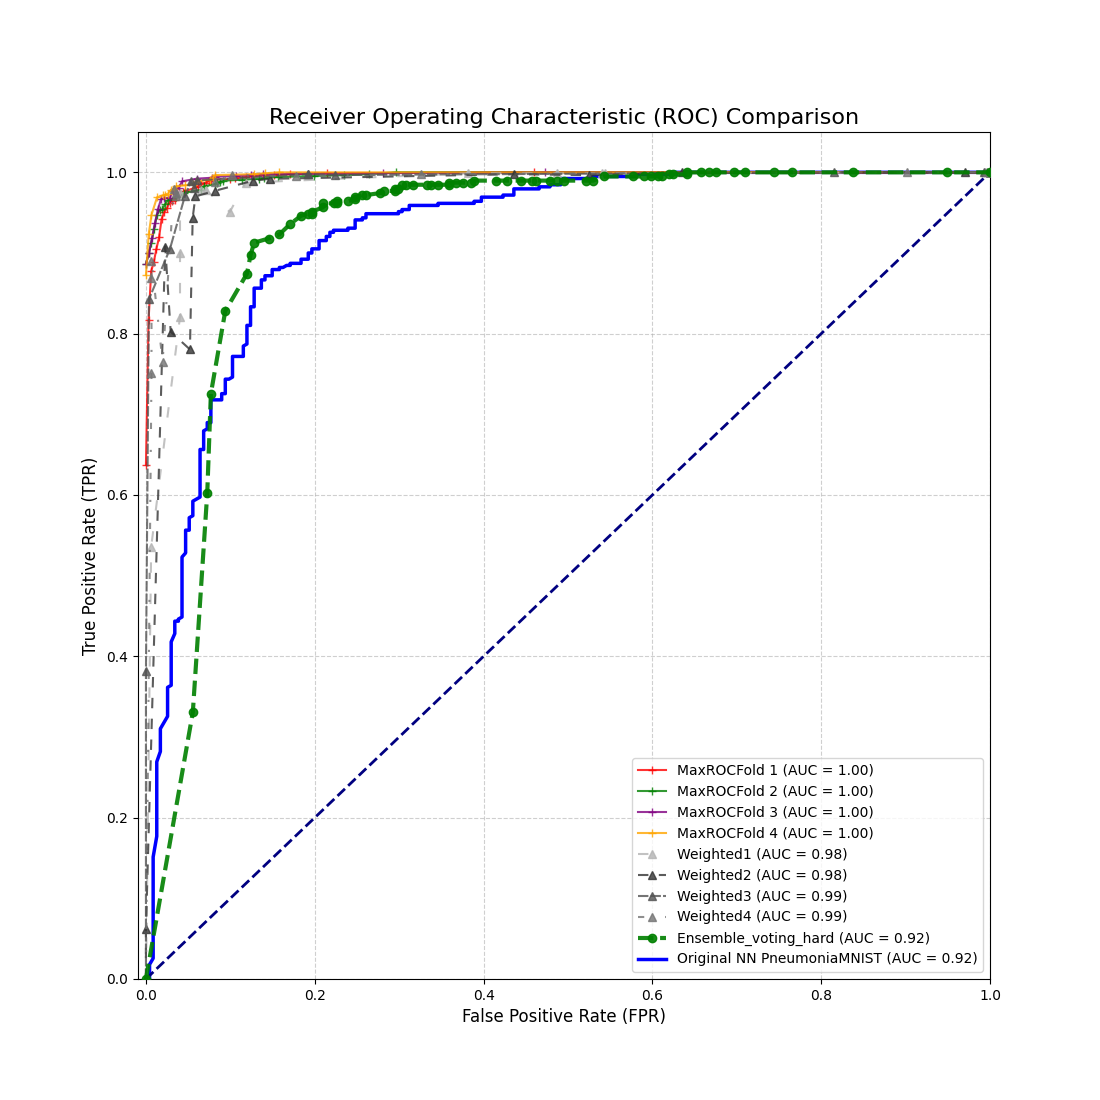 Receiver Operating Characteristic (ROC) Comparison
True Positive Rate (TPR)
1.0
0.8
0.6
0.4
0.2
0.0
MaxROCFold 1 (AUC = 1.00)
MaxROCFold 2 (AUC = 1.00)
MaxROCFold 3 (AUC = 1.00)
MaxROCFold 4 (AUC = 1.00)
Weighted1 (AUC = 0.98)
Weighted2 (AUC = 0.98)
Weighted3 (AUC = 0.99)
Weighted4 (AUC = 0.99)
Ensemble_voting_hard (AUC = 0.92)
Original NN PneumoniaMNIST (AUC = 0.92)
0.0 0.2 0.4 0.6 0.8 1.0
False Positive Rate (FPR)